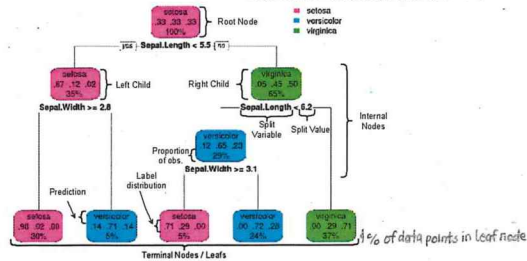 setosa
.33 .33 .33
100%
Root Node
setosa
versicolor
virginica
yes
Sepal.Length < 5.5
no
setosa
.87 .12 .02
35%
Left Child
Right Child
virginica
.05 .45 .50
65%
Sepal.Width >= 2.8
Sepal.Length < 6.2
Split
Variable
Split Value
Internal
Nodes
Proportion
of obs.
versicolor
.12 .65 .23
29%
Sepal.Width >= 3.1
Prediction
Label
distribution
setosa
.98 .02 .00
30%
versicolor
.14 .71 .14
5%
setosa
.71 .29 .00
5%
versicolor
.00 .72 .28
24%
virginica
.00 .29 .71
37%
% of data points in leaf node
Terminal Nodes / Leafs